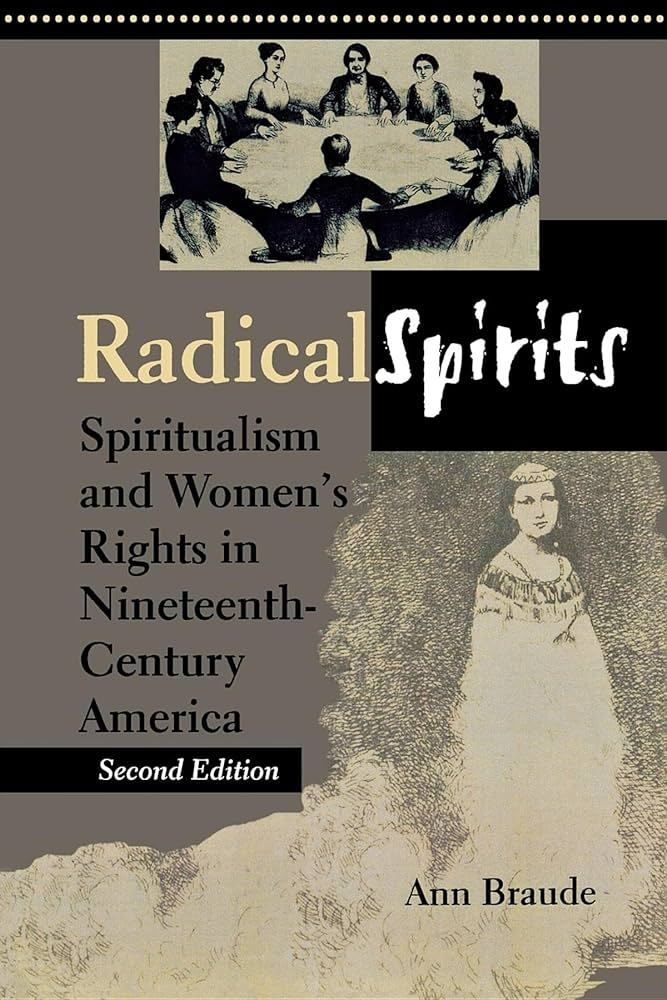 Radical Spirits
Spiritualism
and Women's
Rights in
Nineteenth-
Century
America
Second Edition
Ann Braude